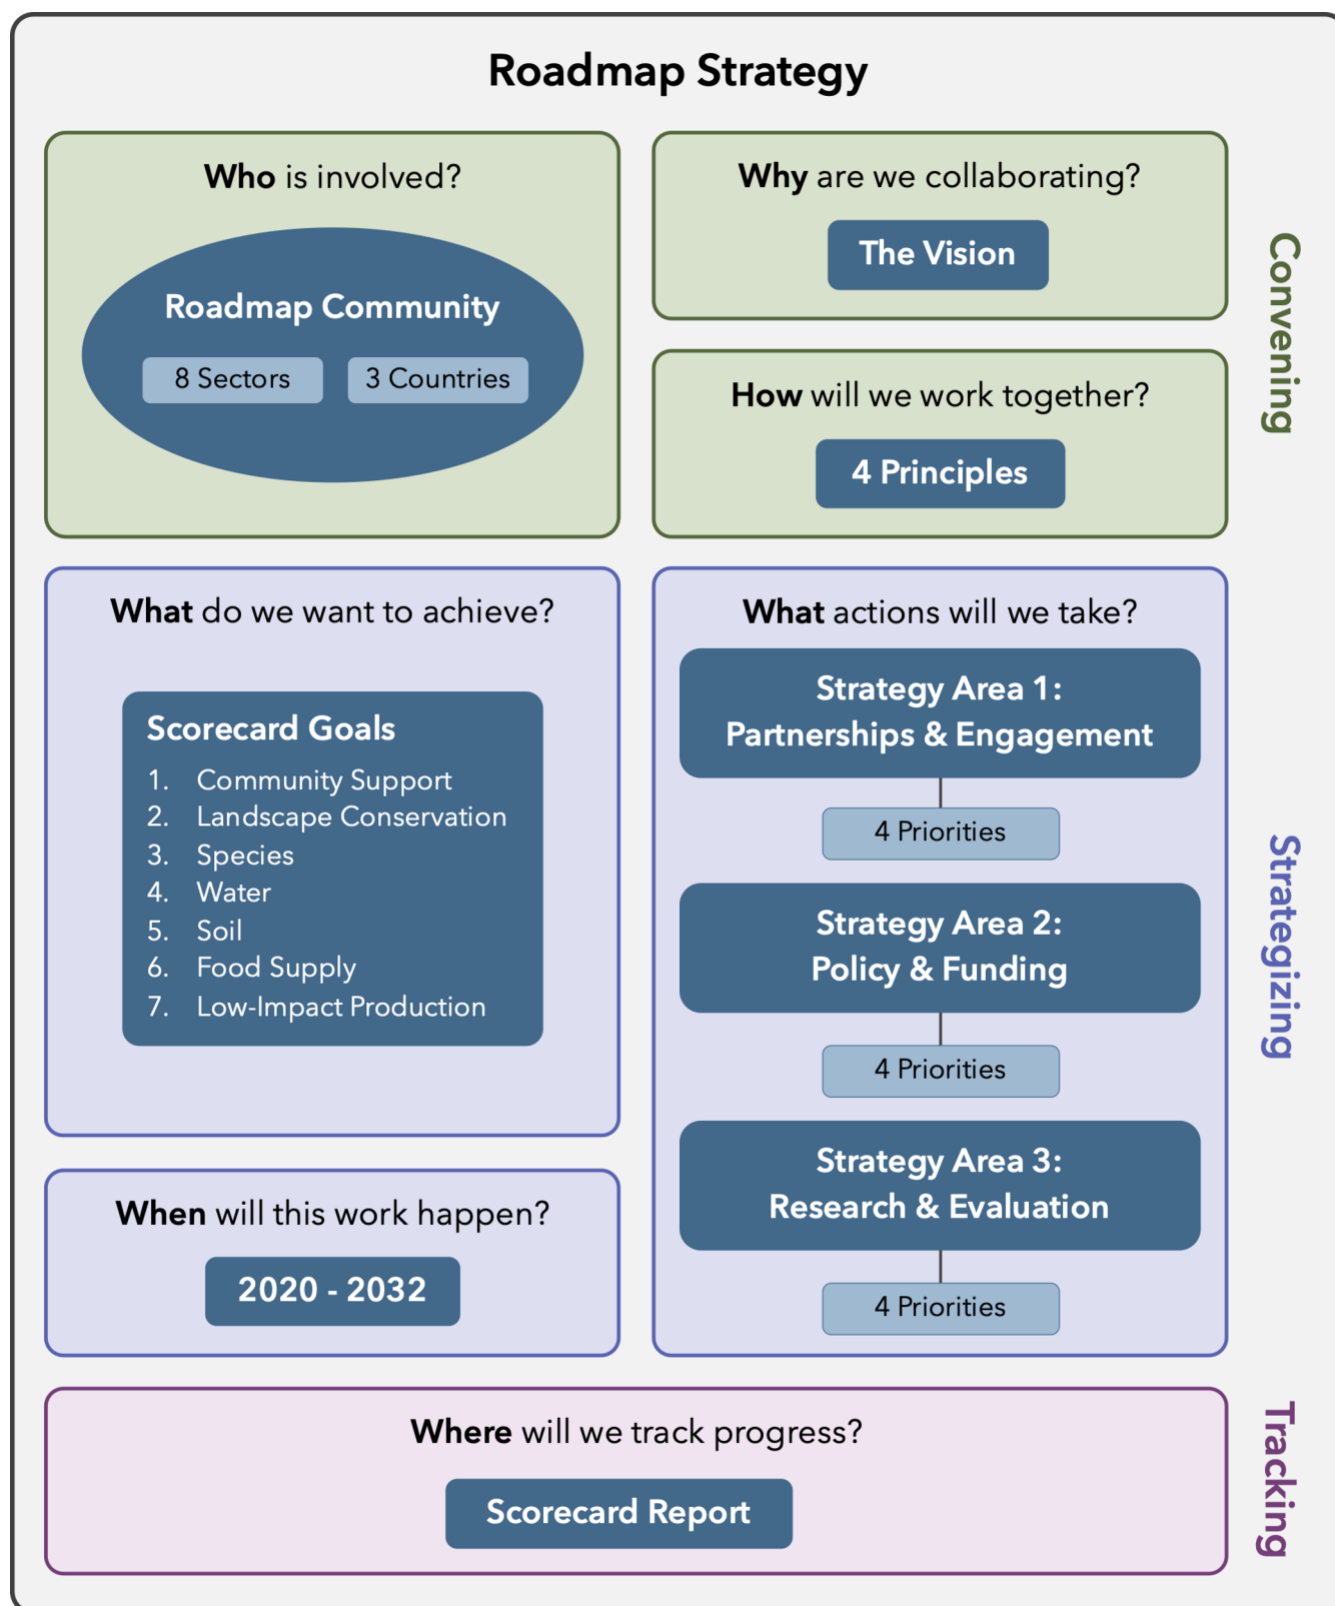 Roadmap Strategy
Who is involved?
Roadmap Community
8 Sectors
3 Countries
Why are we collaborating?
The Vision
How will we work together?
4 Principles
Convening
What do we want to achieve?
Scorecard Goals
1. Community Support
2. Landscape Conservation
3. Species
4. Water
5. Soil
6. Food Supply
7. Low-Impact Production
When will this work happen?
2020 - 2032
What actions will we take?
Strategy Area 1:
Partnerships & Engagement
4 Priorities
Strategy Area 2:
Policy & Funding
4 Priorities
Strategy Area 3:
Research & Evaluation
4 Priorities
Strategizing
Where will we track progress?
Scorecard Report
Tracking